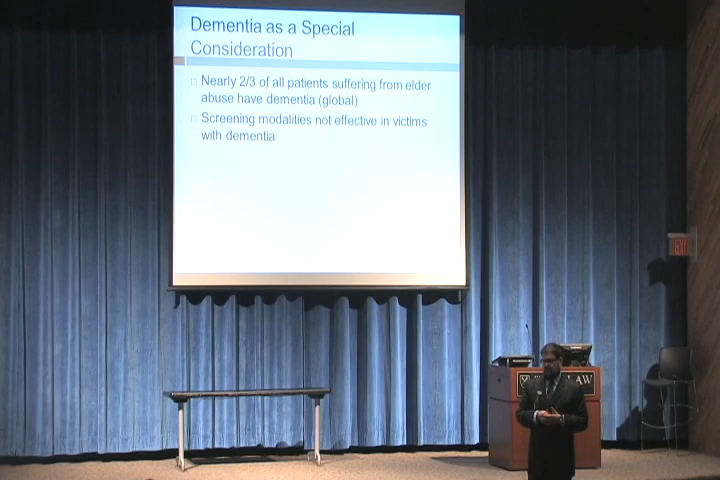 Dementia as a Special
Consideration
Nearly 2/3 of all patients suffering from elder
abuse have dementia (global)
Screening modalities not effective in victims
with dementia
EXIT
LAW